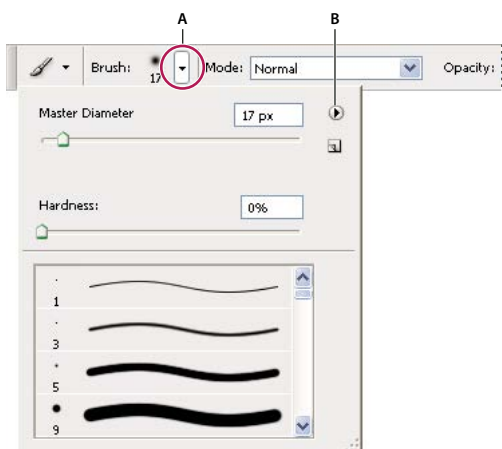 A B
Brush: 17 Mode: Normal Opacity:
Master Diameter 17 px
Hardness: 0%
1
3
5
9